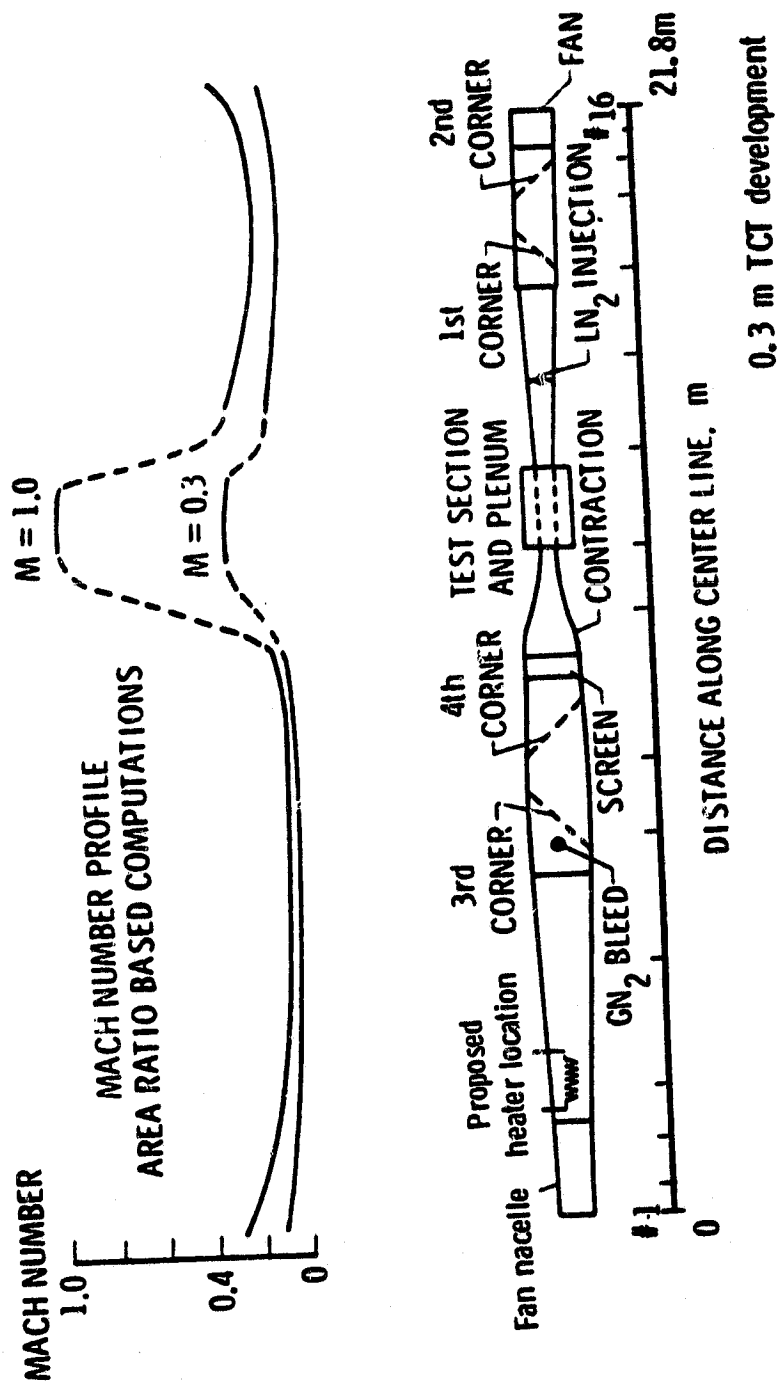 MACH NUMBER
1.0
0.4
0
MACH NUMBER PROFILE
AREA RATIO BASED COMPUTATIONS
M = 1.0
M = 0.3
Fan nacelle
Proposed
heater location
3rd
CORNER
4th
CORNER
TEST SECTION
AND PLENUM
1st
CORNER
2nd
CORNER
GN2 BLEED
SCREEN
CONTRACTION
LN2 INJECTION
FAN
#1
#16
0
21.8m
DISTANCE ALONG CENTER LINE, m
0.3 m TCT development